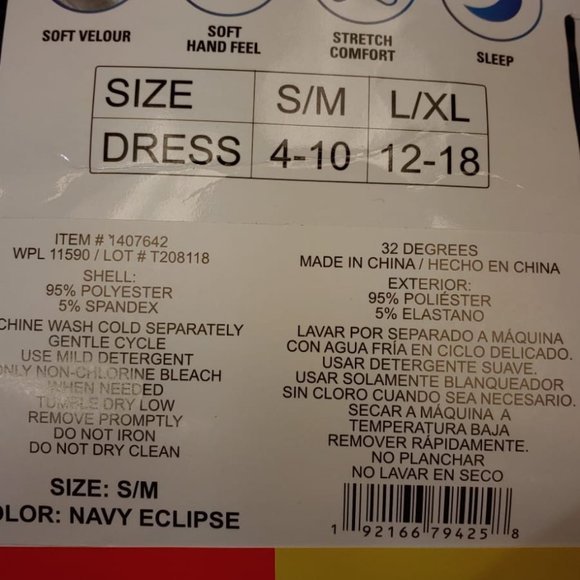 SOFT VELOUR
SOFT
HAND FEEL
STRETCH
COMFORT
SLEEP
SIZE S/M L/XL
DRESS 4-10 12-18
ITEM # 1407642
WPL 11590 / LOT # T208118
SHELL:
95% POLYESTER
5% SPANDEX
CHINE WASH COLD SEPARATELY
GENTLE CYCLE
USE MILD DETERGENT
ONLY NON-CHLORINE BLEACH
WHEN NEEDED
TUMBLE DRY LOW
REMOVE PROMPTLY
DO NOT IRON
DO NOT DRY CLEAN
SIZE: S/M
OLOR: NAVY ECLIPSE
32 DEGREES
MADE IN CHINA / HECHO EN CHINA
EXTERIOR:
95% POLIÉSTER
5% ELASTANO
LAVAR POR SEPARADO A MÁQUINA
CON AGUA FRÍA EN CICLO DELICADO.
USAR DETERGENTE SUAVE.
USAR SOLAMENTE BLANQUEADOR
SIN CLORO CUANDO SEA NECESARIO.
SECAR A MÁQUINA A
TEMPERATURA BAJA
REMOVER RÁPIDAMENTE.
NO PLANCHAR
NO LAVAR EN SECO
1 92166 79425 8